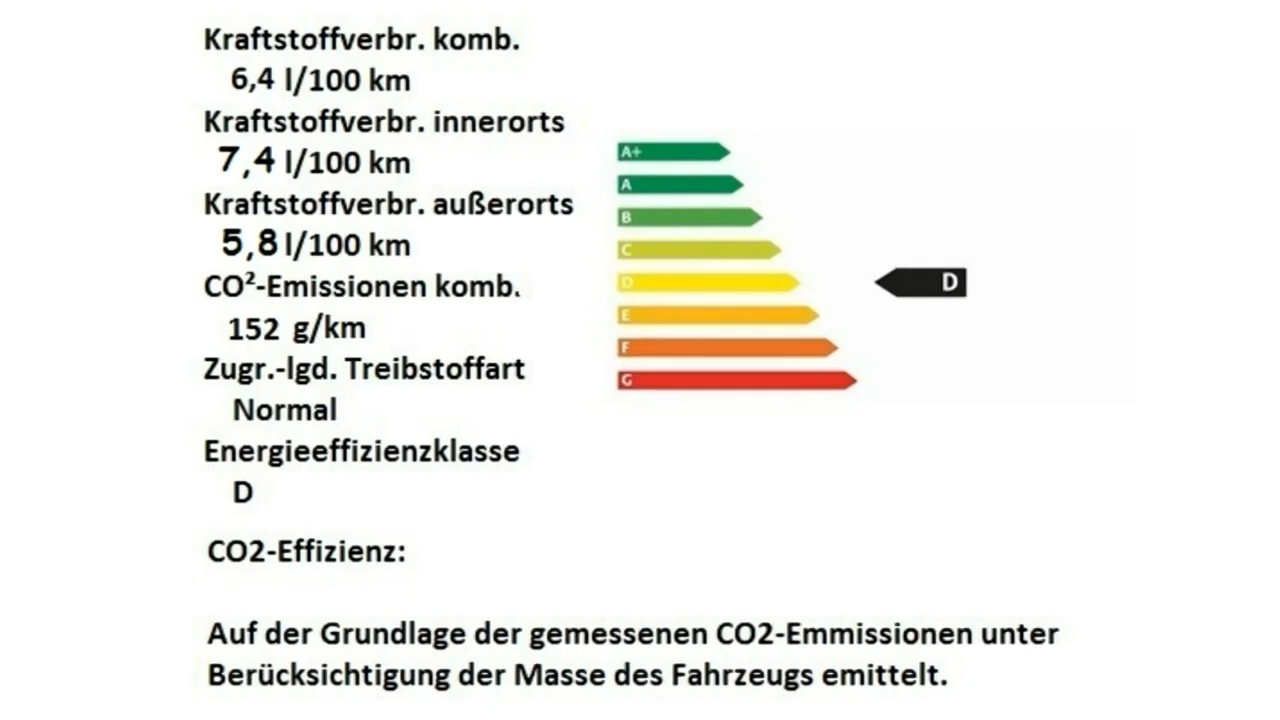 Kraftstoffverbr. komb.
6,4 l/100 km
Kraftstoffverbr. innerorts
7,4 l/100 km
Kraftstoffverbr. außerorts
5,8 l/100 km
CO²-Emissionen komb.
152 g/km
Zugr.-lgd. Treibstoffart
Normal
Energieeffizienzklasse
D
A+
A
B
C
D
D
E
F
G
CO2-Effizienz:
Auf der Grundlage der gemessenen CO2-Emmissionen unter
Berücksichtigung der Masse des Fahrzeugs emittelt.